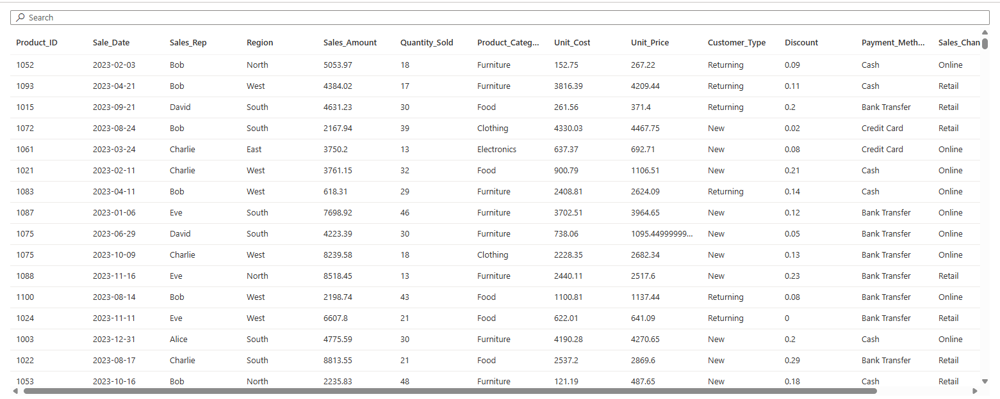 Search
Product_ID Sale_Date Sales_Rep Region Sales_Amount Quantity_Sold Product_Categ... Unit_Cost Unit_Price Customer_Type Discount Payment_Meth... Sales_Chan
1052 2023-02-03 Bob North 5053.97 18 Furniture 152.75 267.22 Returning 0.09 Cash Online
1093 2023-04-21 Bob West 4384.02 17 Furniture 3816.39 4209.44 Returning 0.11 Cash Retail
1015 2023-09-21 David South 4631.23 30 Food 261.56 371.4 Returning 0.2 Bank Transfer Retail
1072 2023-08-24 Bob South 2167.94 39 Clothing 4330.03 4467.75 New 0.02 Credit Card Retail
1061 2023-03-24 Charlie East 3750.2 13 Electronics 637.37 692.71 New 0.08 Credit Card Online
1021 2023-02-11 Charlie West 3761.15 32 Food 900.79 1106.51 New 0.21 Cash Online
1083 2023-04-11 Bob West 618.31 29 Furniture 2408.81 2624.09 Returning 0.14 Cash Online
1087 2023-01-06 Eve South 7698.92 46 Furniture 3702.51 3964.65 New 0.12 Bank Transfer Online
1075 2023-06-29 David South 4223.39 30 Furniture 738.06 1095.44999999... New 0.05 Bank Transfer Online
1075 2023-10-09 Charlie West 8239.58 18 Clothing 2228.35 2682.34 New 0.13 Bank Transfer Online
1088 2023-11-16 Eve North 8518.45 13 Furniture 2440.11 2517.6 New 0.23 Bank Transfer Retail
1100 2023-08-14 Bob West 2198.74 43 Food 1100.81 1137.44 Returning 0.08 Bank Transfer Online
1024 2023-11-11 Eve West 6607.8 21 Food 622.01 641.09 Returning 0 Bank Transfer Retail
1003 2023-12-31 Alice South 4775.59 30 Furniture 4190.28 4270.65 New 0.2 Cash Online
1022 2023-08-17 Charlie South 8813.55 21 Food 2537.2 2869.6 New 0.29 Bank Transfer Retail
1053 2023-10-16 Bob North 2235.83 48 Furniture 121.19 487.65 New 0.18 Cash Retail